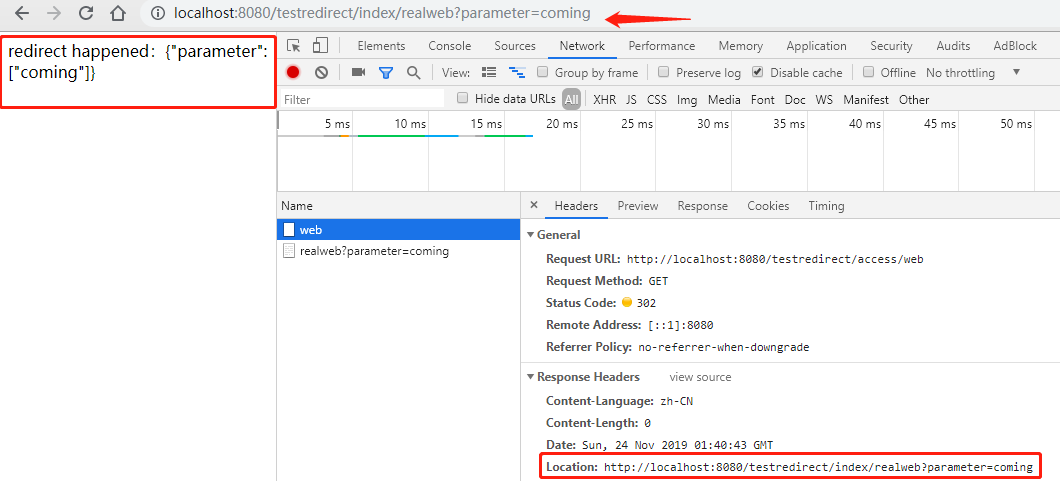 localhost:8080/testredirect/index/realweb?parameter=coming
redirect happened: {"parameter":
["coming"]}
Elements Console Sources Network Performance Memory Application Security Audits AdBlock
View: Group by frame Preserve log Disable cache Offline No throttling
Filter Hide data URLs All XHR JS CSS Img Media Font Doc WS Manifest Other
5 ms 10 ms 15 ms 20 ms 25 ms 30 ms 35 ms 40 ms 45 ms 50 ms
Name
web
realweb?parameter=coming
Headers Preview Response Cookies Timing
General
Request URL: http://localhost:8080/testredirect/access/web
Request Method: GET
Status Code: 302
Remote Address: [::1]:8080
Referrer Policy: no-referrer-when-downgrade
Response Headers view source
Content-Language: zh-CN
Content-Length: 0
Date: Sun, 24 Nov 2019 01:40:43 GMT
Location: http://localhost:8080/testredirect/index/realweb?parameter=coming